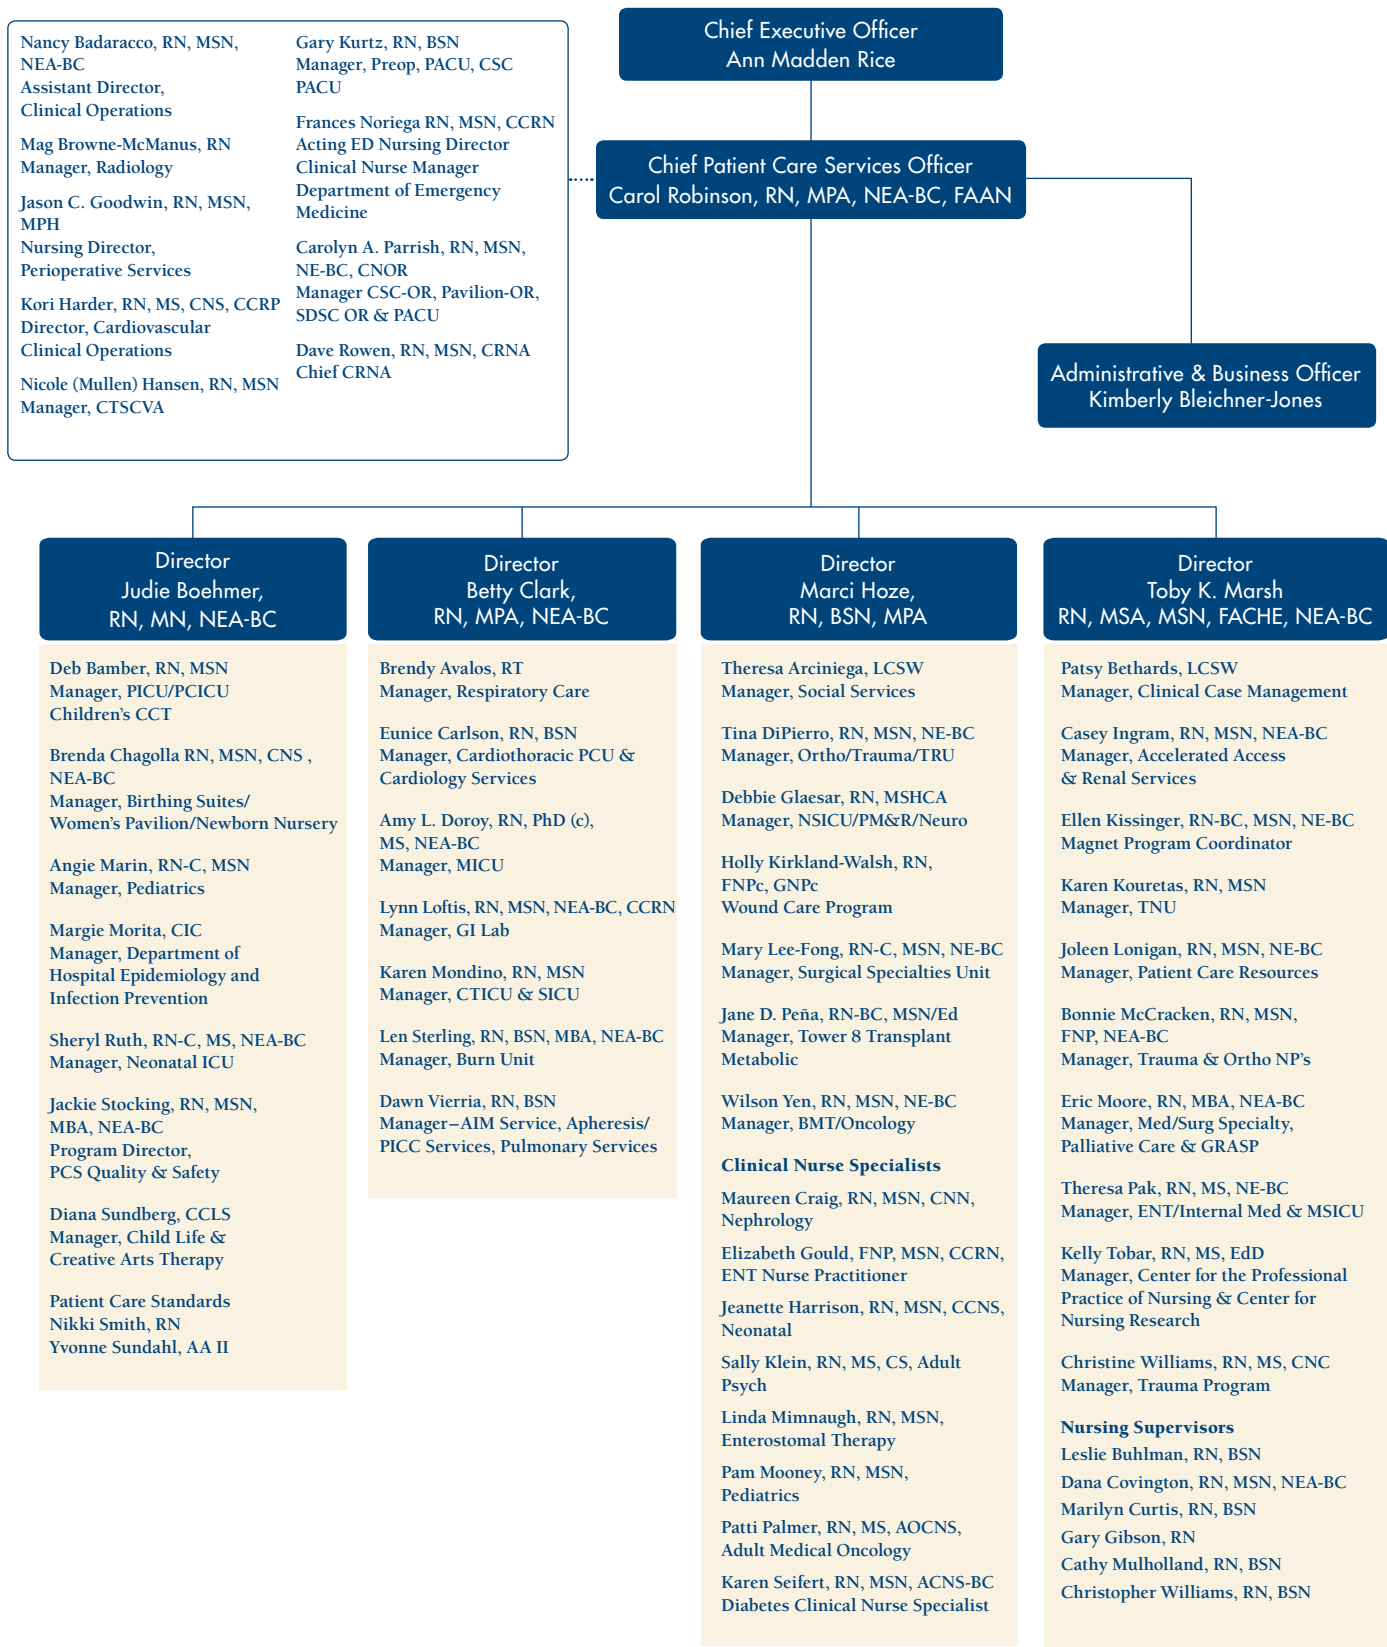 Chief Executive Officer
Ann Madden Rice
Nancy Badaracco, RN, MSN,
NEA-BC
Assistant Director,
Clinical Operations
Mag Browne-McManus, RN
Manager, Radiology
Jason C. Goodwin, RN, MSN,
MPH
Nursing Director,
Perioperative Services
Kori Harder, RN, MS, CNS, CCRP
Director, Cardiovascular
Clinical Operations
Nicole (Mullen) Hansen, RN, MSN
Manager, CTSCVA
Gary Kurtz, RN, BSN
Manager, Preop, PACU, CSC
PACU
Frances Noriega RN, MSN, CCRN
Acting ED Nursing Director
Clinical Nurse Manager
Department of Emergency
Medicine
Carolyn A. Parrish, RN, MSN,
NE-BC, CNOR
Manager CSC-OR, Pavilion-OR,
SDSC OR & PACU
Dave Rowen, RN, MSN, CRNA
Chief CRNA
Chief Patient Care Services Officer
Carol Robinson, RN, MPA, NEA-BC, FAAN
Administrative & Business Officer
Kimberly Bleichner-Jones
Director
Judie Boehmer,
RN, MN, NEA-BC
Deb Bamber, RN, MSN
Manager, PICU/PCICU
Children’s CCT
Brenda Chagolla RN, MSN, CNS ,
NEA-BC
Manager, Birthing Suites/
Women’s Pavilion/Newborn Nursery
Angie Marin, RN-C, MSN
Manager, Pediatrics
Margie Morita, CIC
Manager, Department of
Hospital Epidemiology and
Infection Prevention
Sheryl Ruth, RN-C, MS, NEA-BC
Manager, Neonatal ICU
Jackie Stocking, RN, MSN,
MBA, NEA-BC
Program Director,
PCS Quality & Safety
Diana Sundberg, CCLS
Manager, Child Life &
Creative Arts Therapy
Patient Care Standards
Nikki Smith, RN
Yvonne Sundahl, AA II
Director
Betty Clark,
RN, MPA, NEA-BC
Brendy Avalos, RT
Manager, Respiratory Care
Eunice Carlson, RN, BSN
Manager, Cardiothoracic PCU &
Cardiology Services
Amy L. Doroy, RN, PhD (c),
MS, NEA-BC
Manager, MICU
Lynn Loftis, RN, MSN, NEA-BC, CCRN
Manager, GI Lab
Karen Mondino, RN, MSN
Manager, CTICU & SICU
Len Sterling, RN, BSN, MBA, NEA-BC
Manager, Burn Unit
Dawn Vierria, RN, BSN
Manager–AIM Service, Apheresis/
PICC Services, Pulmonary Services
Director
Marci Hoze,
RN, BSN, MPA
Theresa Arciniega, LCSW
Manager, Social Services
Tina DiPierro, RN, MSN, NE-BC
Manager, Ortho/Trauma/TRU
Debbie Glaesar, RN, MSHCA
Manager, NSICU/PM&R/Neuro
Holly Kirkland-Walsh, RN,
FNPc, GNPc
Wound Care Program
Mary Lee-Fong, RN-C, MSN, NE-BC
Manager, Surgical Specialties Unit
Jane D. Peña, RN-BC, MSN/Ed
Manager, Tower 8 Transplant
Metabolic
Wilson Yen, RN, MSN, NE-BC
Manager, BMT/Oncology
Clinical Nurse Specialists
Maureen Craig, RN, MSN, CNN,
Nephrology
Elizabeth Gould, FNP, MSN, CCRN,
ENT Nurse Practitioner
Jeanette Harrison, RN, MSN, CCNS,
Neonatal
Sally Klein, RN, MS, CS, Adult
Psych
Linda Mimnaugh, RN, MSN,
Enterostomal Therapy
Pam Mooney, RN, MSN,
Pediatrics
Patti Palmer, RN, MS, AOCNS,
Adult Medical Oncology
Karen Seifert, RN, MSN, ACNS-BC
Diabetes Clinical Nurse Specialist
Director
Toby K. Marsh
RN, MSA, MSN, FACHE, NEA-BC
Patsy Bethards, LCSW
Manager, Clinical Case Management
Casey Ingram, RN, MSN, NEA-BC
Manager, Accelerated Access
& Renal Services
Ellen Kissinger, RN-BC, MSN, NE-BC
Magnet Program Coordinator
Karen Kouretas, RN, MSN
Manager, TNU
Joleen Lonigan, RN, MSN, NE-BC
Manager, Patient Care Resources
Bonnie McCracken, RN, MSN,
FNP, NEA-BC
Manager, Trauma & Ortho NP’s
Eric Moore, RN, MBA, NEA-BC
Manager, Med/Surg Specialty,
Palliative Care & GRASP
Theresa Pak, RN, MS, NE-BC
Manager, ENT/Internal Med & MSICU
Kelly Tobar, RN, MS, EdD
Manager, Center for the Professional
Practice of Nursing & Center for
Nursing Research
Christine Williams, RN, MS, CNC
Manager, Trauma Program
Nursing Supervisors
Leslie Buhlman, RN, BSN
Dana Covington, RN, MSN, NEA-BC
Marilyn Curtis, RN, BSN
Gary Gibson, RN
Cathy Mulholland, RN, BSN
Christopher Williams, RN, BSN